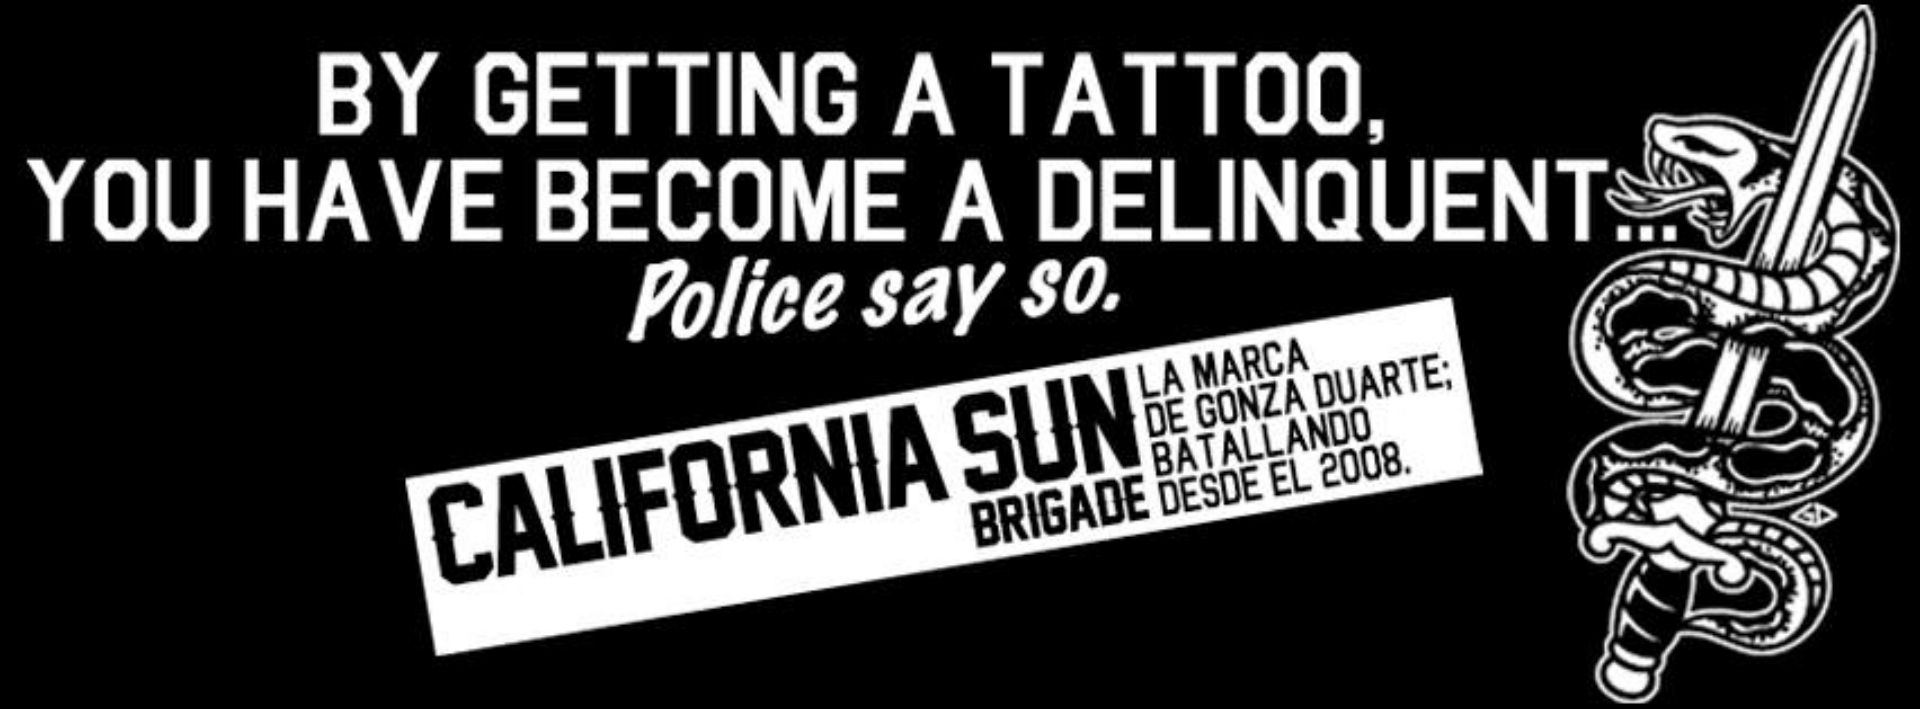 BY GETTING A TATTOO,
YOU HAVE BECOME A DELINQUENT...
Police say so.
CALIFORNIA SUN
BRIGADE
LA MARCA
DE GONZA DUARTE;
BATALLANDO
DESDE EL 2008.
GD